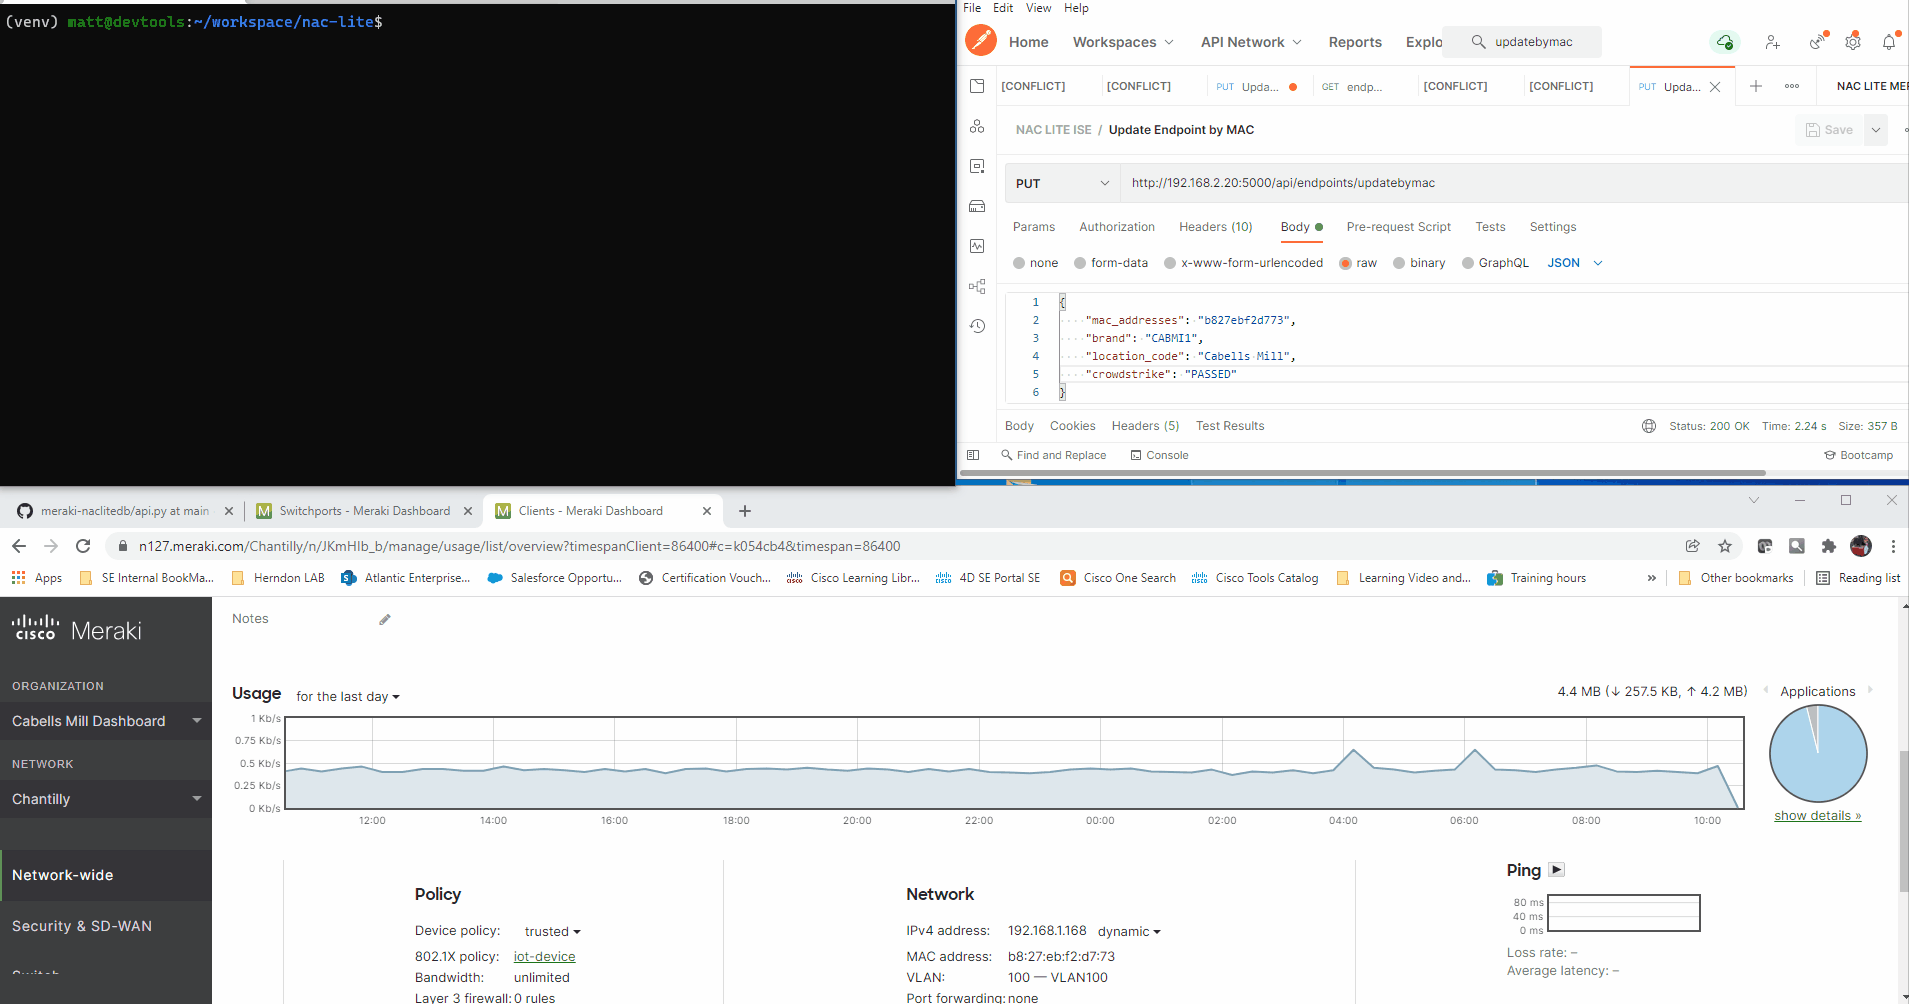 (venv) matt@devtools:~/workspace/nac-lite$
File Edit View Help
Home Workspaces API Network Reports Explo updatebymac
[CONFLICT] [CONFLICT] PUT Upda... GET endp... [CONFLICT] [CONFLICT] PUT Upda... NAC LITE MER
NAC LITE ISE / Update Endpoint by MAC Save
PUT http://192.168.2.20:5000/api/endpoints/updatebymac
Params Authorization Headers (10) Body Pre-request Script Tests Settings
none form-data x-www-form-urlencoded raw binary GraphQL JSON
1 {
2 "mac_addresses": "b827ebf2d773",
3 "brand": "CABMI1",
4 "location_code": "Cabells Mill",
5 "crowdstrike": "PASSED"
6 }
Body Cookies Headers (5) Test Results Status: 200 OK Time: 2.24 s Size: 357 B
Find and Replace Console Bootcamp
meraki-naclitedb/api.py at main Switchports - Meraki Dashboard Clients - Meraki Dashboard
n127.meraki.com/Chantilly/n/JKmHIb_b/manage/usage/list/overview?timespanClient=86400#c=k054cb4&timespan=86400
Apps SE Internal BookMa... Herndon LAB Atlantic Enterprise... Salesforce Opportu... Certification Vouch... Cisco Learning Libr... 4D SE Portal SE Cisco One Search Cisco Tools Catalog Learning Video and... Training hours » Other bookmarks Reading list
cisco Meraki
ORGANIZATION
Cabells Mill Dashboard
NETWORK
Chantilly
Network-wide
Security & SD-WAN
Switch
Notes
Usage for the last day
4.4 MB (↓ 257.5 KB, ↑ 4.2 MB) Applications
1 Kb/s
0.75 Kb/s
0.5 Kb/s
0.25 Kb/s
0 Kb/s
12:00 14:00 16:00 18:00 20:00 22:00 00:00 02:00 04:00 06:00 08:00 10:00
show details »
Policy
Device policy: trusted
802.1X policy: iot-device
Bandwidth: unlimited
Layer 3 firewall: 0 rules
Network
IPv4 address: 192.168.1.168 dynamic
MAC address: b8:27:eb:f2:d7:73
VLAN: 100 — VLAN100
Port forwarding: none
Ping
80 ms
40 ms
0 ms
Loss rate: –
Average latency: –